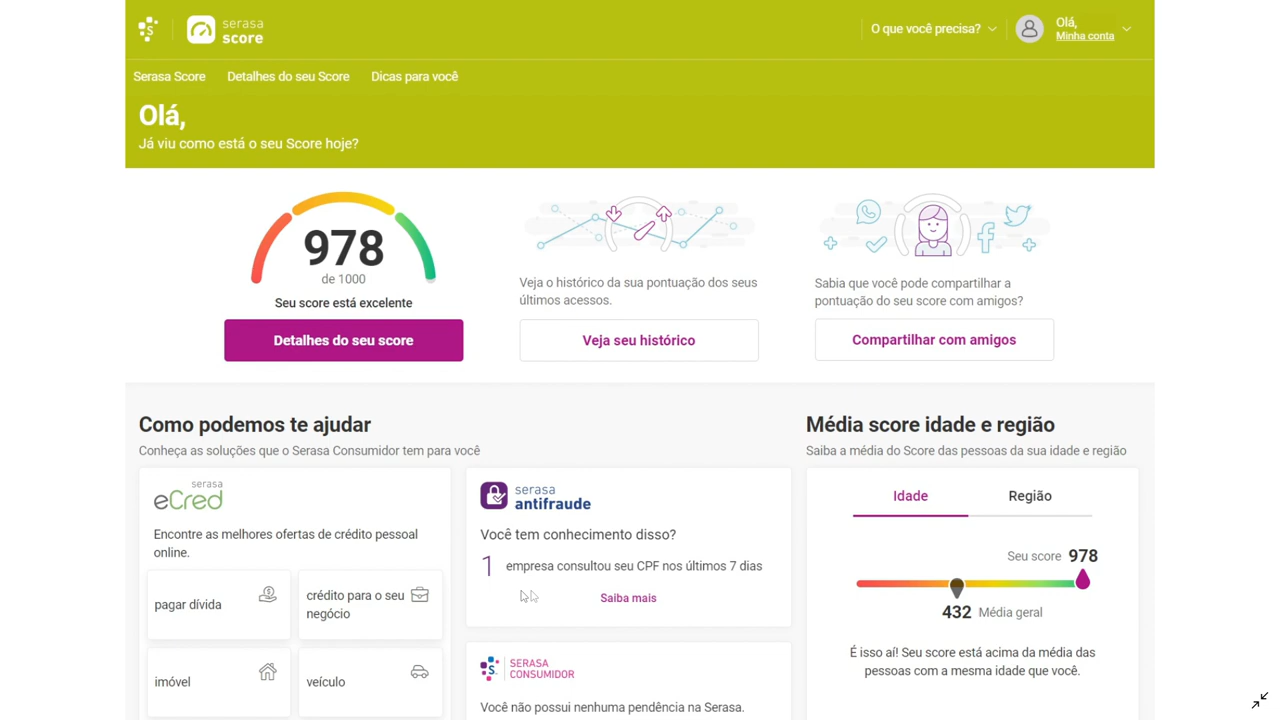 serasa
score
O que você precisa?
Olá,
Minha conta
Serasa Score
Detalhes do seu Score
Dicas para você
Olá,
Já viu como está o seu Score hoje?
978
de 1000
Seu score está excelente
Detalhes do seu score
Veja o histórico da sua pontuação dos seus
últimos acessos.
Veja seu histórico
Sabia que você pode compartilhar a
pontuação do seu score com amigos?
Compartilhar com amigos
Como podemos te ajudar
Conheça as soluções que o Serasa Consumidor tem para você
serasa
eCred
Encontre as melhores ofertas de crédito pessoal
online.
pagar dívida
crédito para o seu
negócio
imóvel
veículo
serasa
antifraude
Você tem conhecimento disso?
1 empresa consultou seu CPF nos últimos 7 dias
Saiba mais
SERASA
CONSUMIDOR
Você não possui nenhuma pendência na Serasa.
Média score idade e região
Saiba a média do Score das pessoas da sua idade e região
Idade
Região
Seu score 978
432 Média geral
É isso aí! Seu score está acima da média das
pessoas com a mesma idade que você.